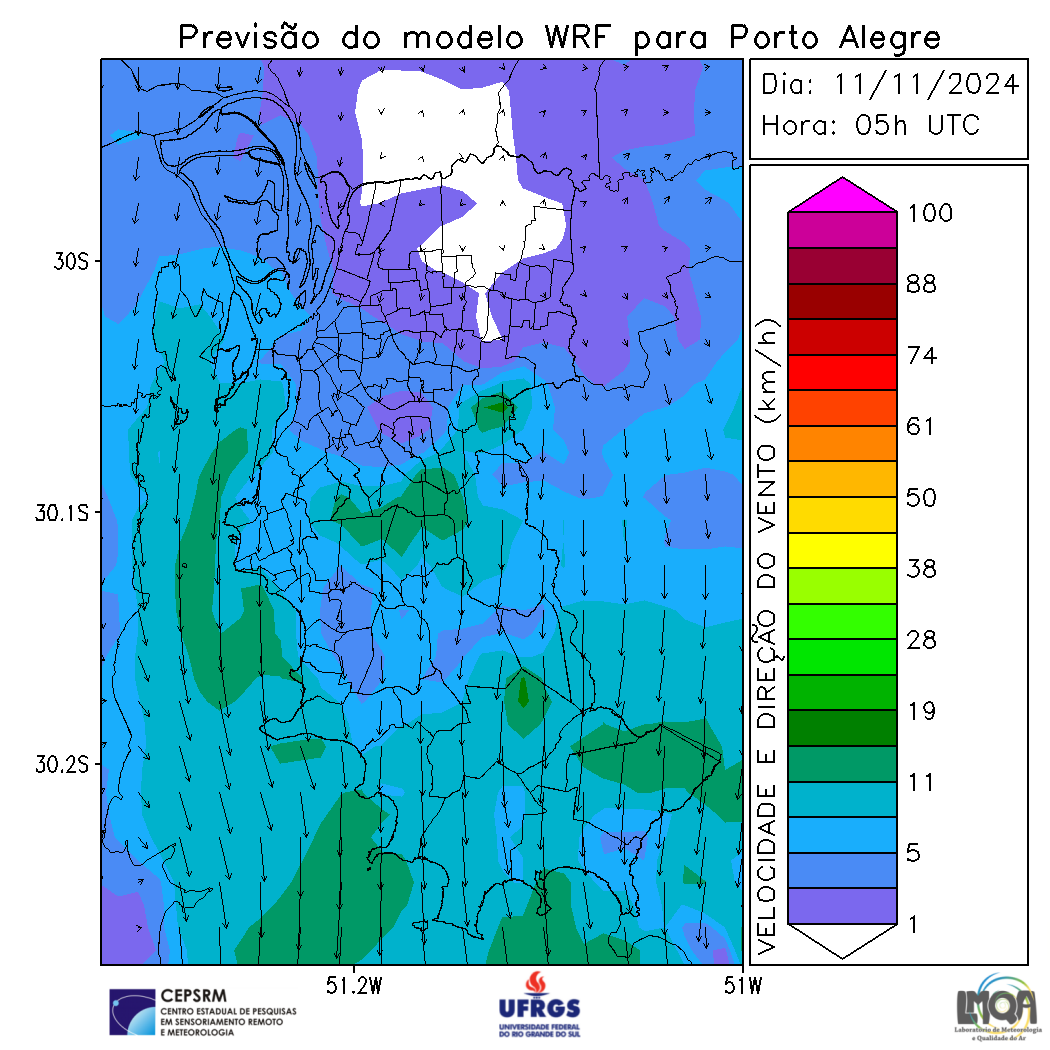 Previsão do modelo WRF para Porto Alegre
Dia: 11/11/2024
Hora: 05h UTC
30S
30.1S
30.2S
51.2W
51W
VELOCIDADE E DIREÇÃO DO VENTO (km/h)
100
88
74
61
50
38
28
19
11
5
1
CEPSRM
CENTRO ESTADUAL DE PESQUISAS
EM SENSORIAMENTO REMOTO
E METEOROLOGIA
UFRGS
UNIVERSIDADE FEDERAL
DO RIO GRANDE DO SUL
LMQA
Laboratório de Meteorologia
e Qualidade do Ar